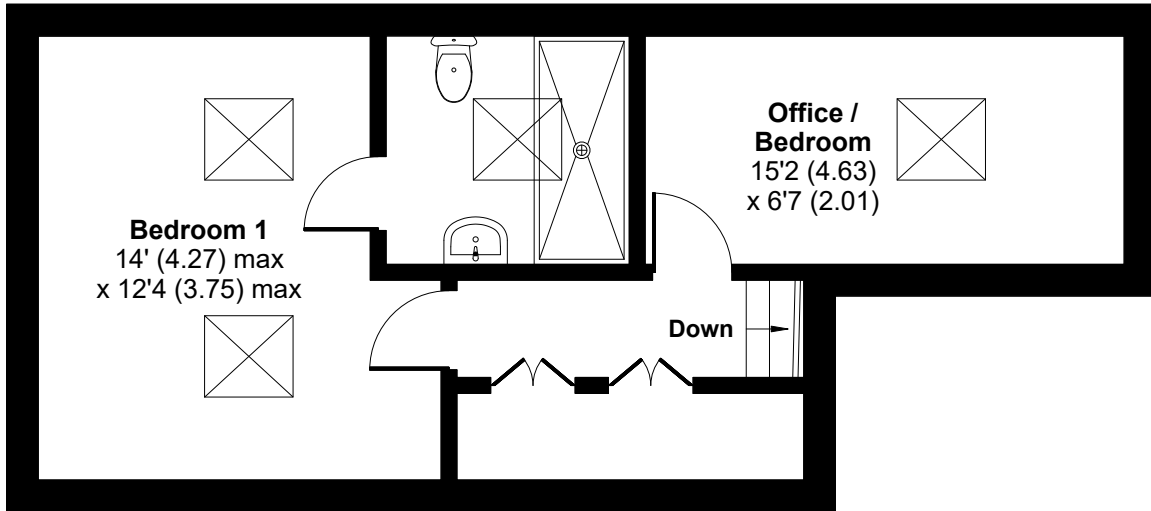 Bedroom 1
14' (4.27) max
x 12'4 (3.75) max
Office /
Bedroom
15'2 (4.63)
x 6'7 (2.01)
Down